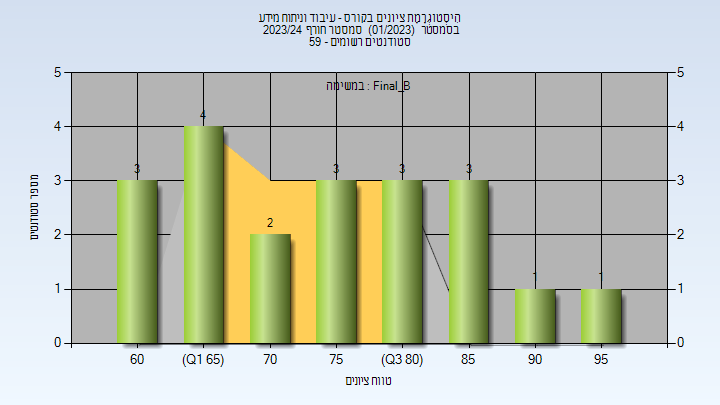 הִיסְטוֹגְרָמַת ציונים בקורס - עיבוד וניתוח מידע
בסמסטר (01/2023) סמסטר חורף 2023/24
סטודנטים רשומים - 59
במשימה : Final_B
5 5
4 4 4
3 3 3 3 3 3
2 2 2
1 1 1 1
0 0
60 (Q1 65) 70 75 (Q3 80) 85 90 95
מספר סטודנטים
טווח ציונים